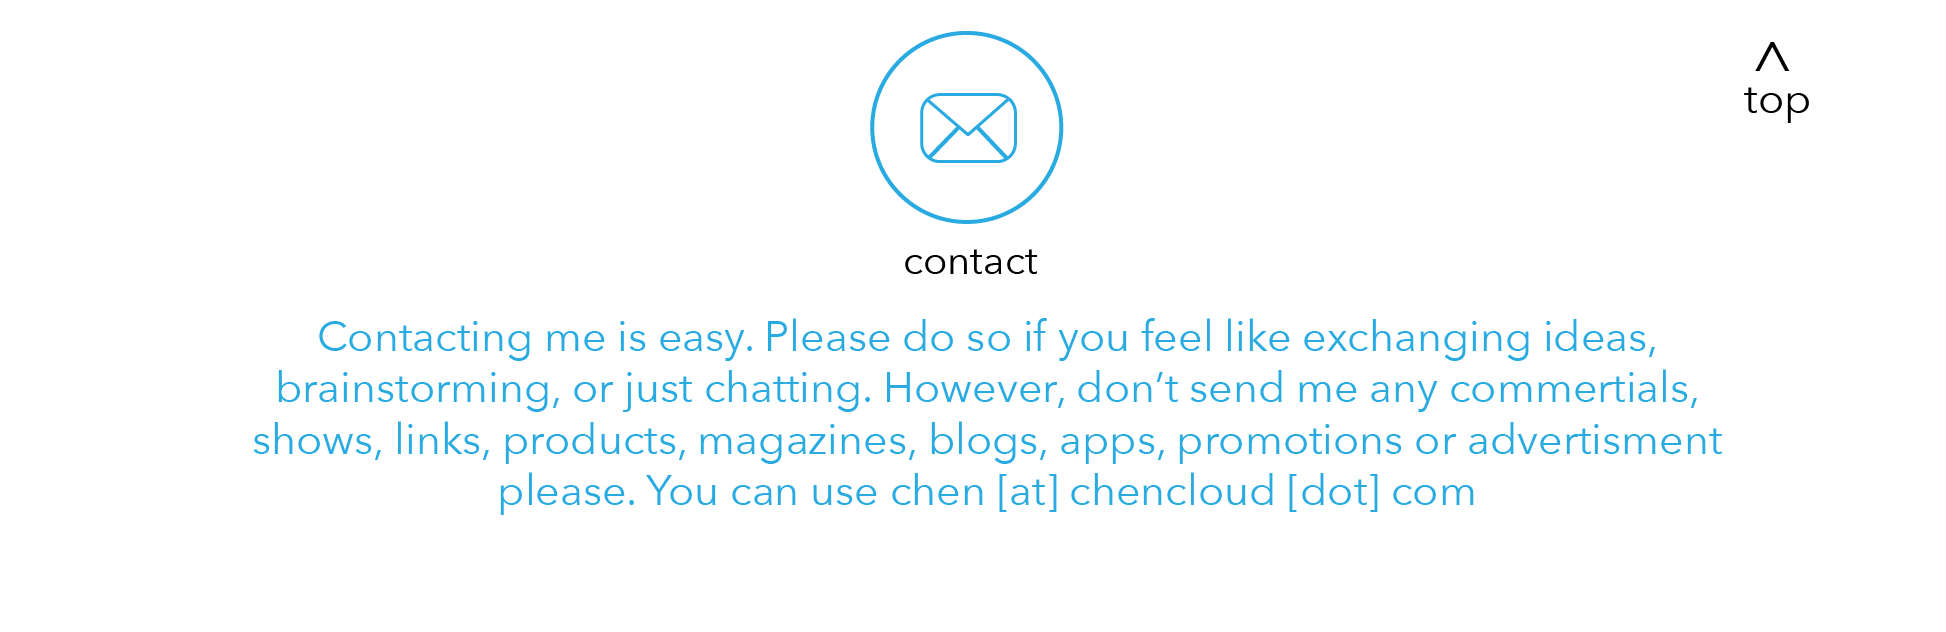 ^
top
contact
Contacting me is easy. Please do so if you feel like exchanging ideas,
brainstorming, or just chatting. However, don’t send me any commertials,
shows, links, products, magazines, blogs, apps, promotions or advertisment
please. You can use chen [at] chencloud [dot] com